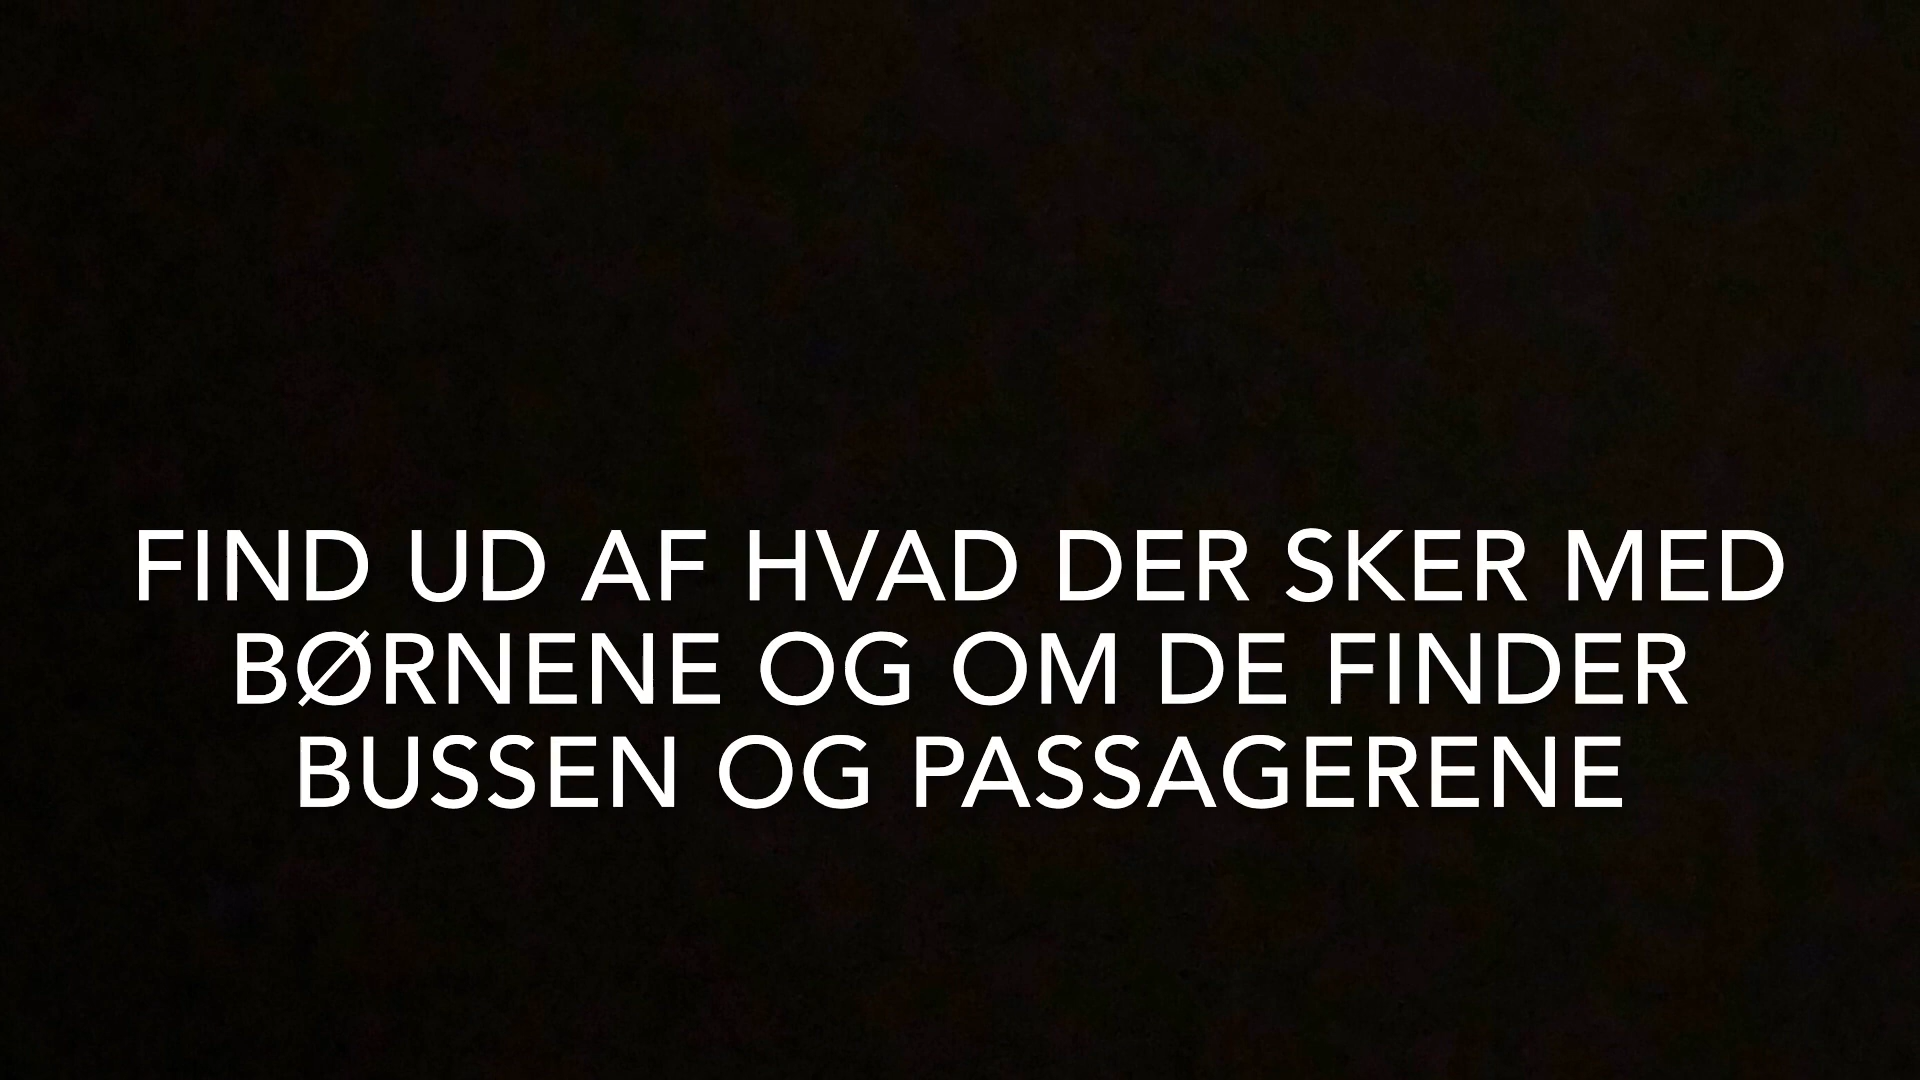 FIND UD AF HVAD DER SKER MED
BØRNENE OG OM DE FINDER
BUSSEN OG PASSAGERENE